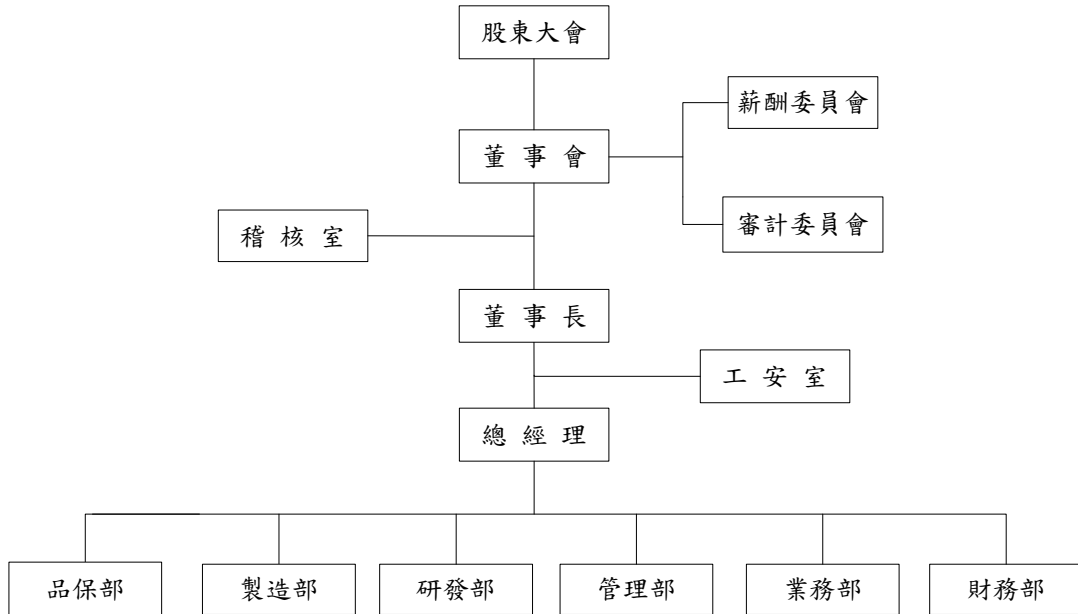 股東大會
薪酬委員會
董事會
審計委員會
稽核室
董事長
工安室
總經理
品保部
製造部
研發部
管理部
業務部
財務部